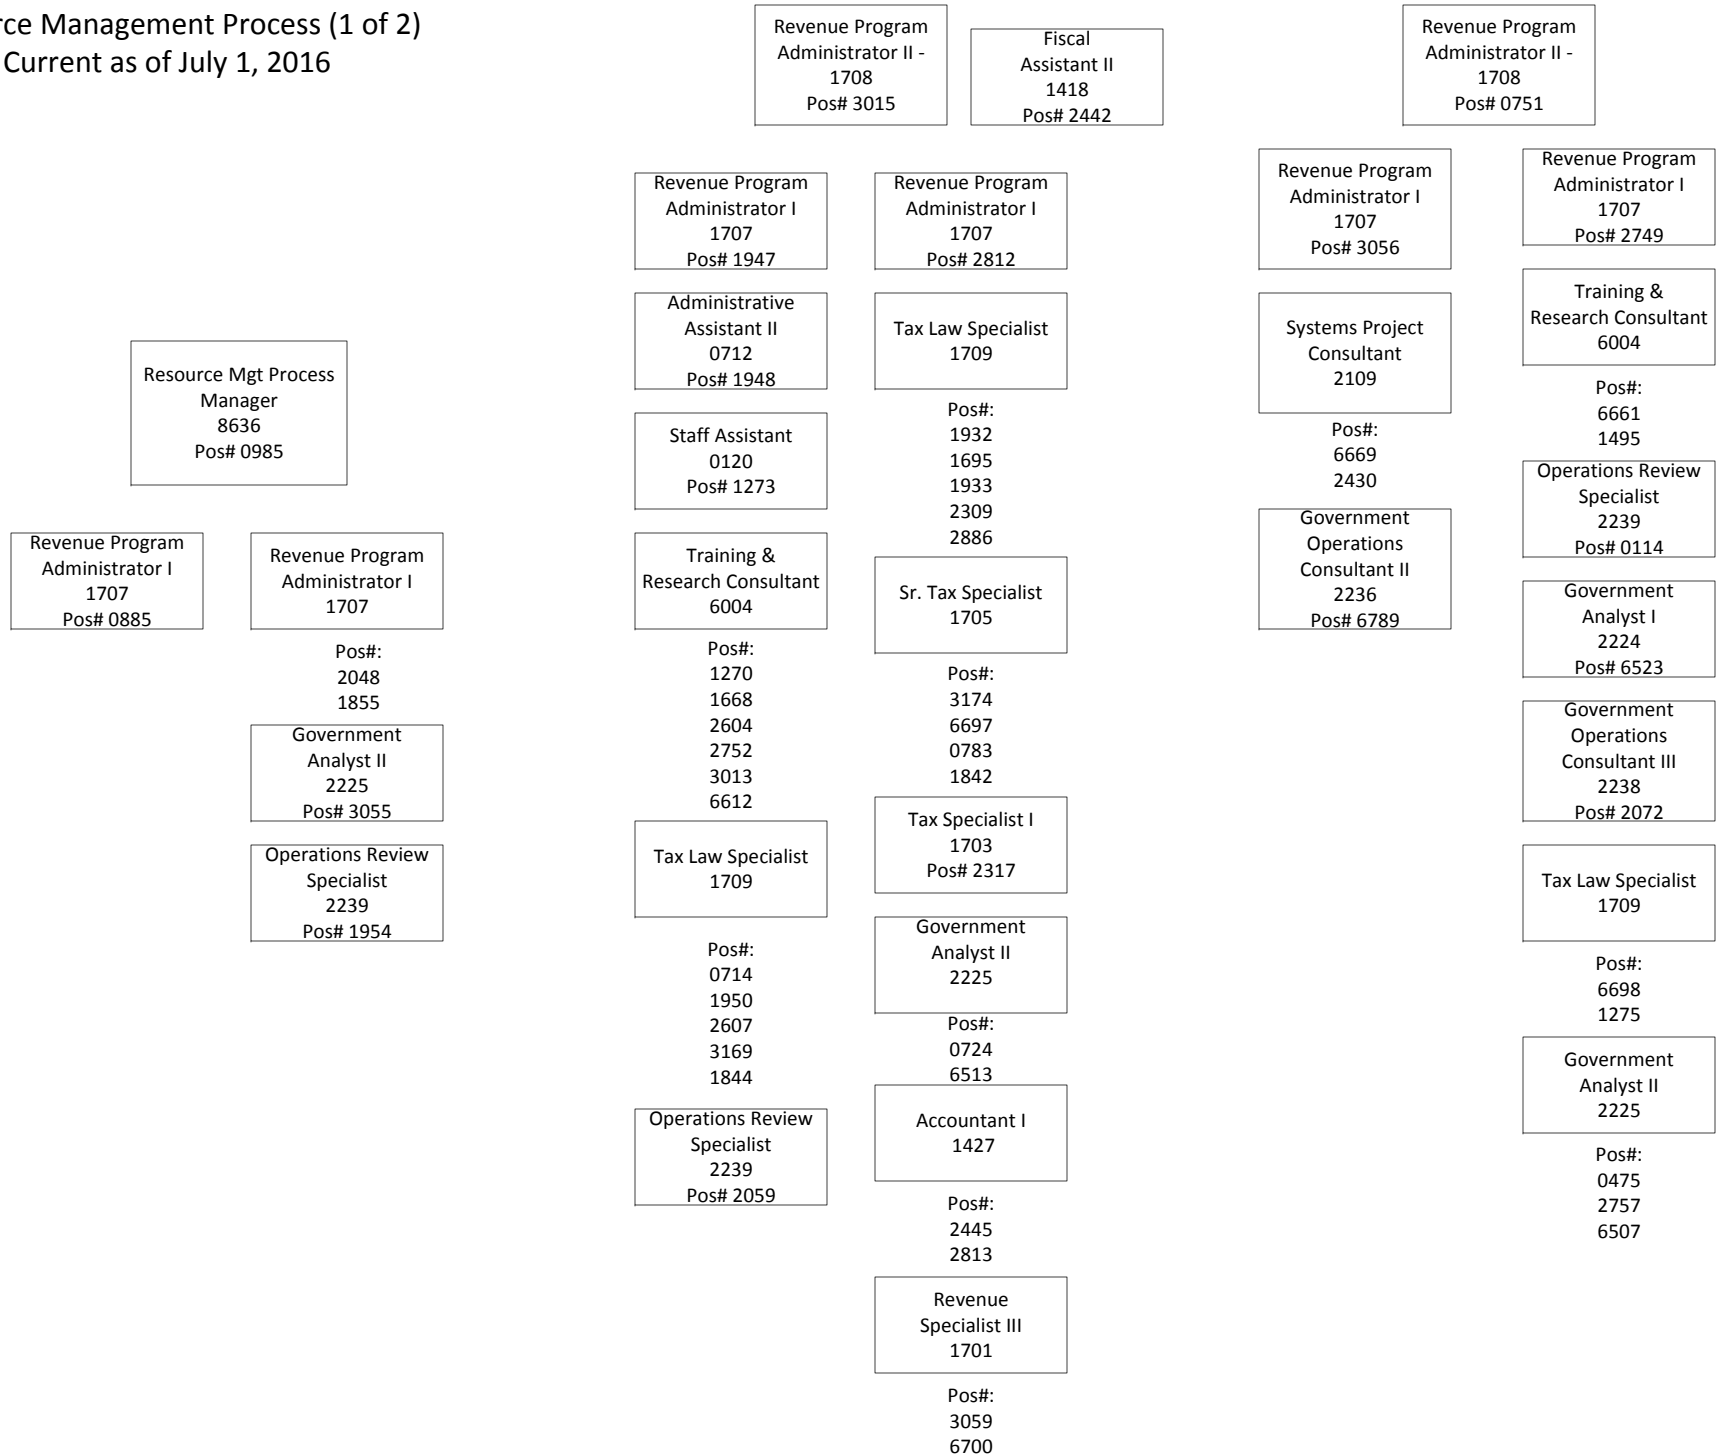 rce Management Process (1 of 2)
Current as of July 1, 2016
Resource Mgt Process
Manager
8636
Pos# 0985
Revenue Program
Administrator I
1707
Pos# 0885
Revenue Program
Administrator I
1707
Pos#:
2048
1855
Government
Analyst II
2225
Pos# 3055
Operations Review
Specialist
2239
Pos# 1954
Revenue Program
Administrator II -
1708
Pos# 3015
Fiscal
Assistant II
1418
Pos# 2442
Revenue Program
Administrator I
1707
Pos# 1947
Administrative
Assistant II
0712
Pos# 1948
Staff Assistant
0120
Pos# 1273
Training &
Research Consultant
6004
Pos#:
1270
1668
2604
2752
3013
6612
Tax Law Specialist
1709
Pos#:
0714
1950
2607
3169
1844
Operations Review
Specialist
2239
Pos# 2059
Revenue Program
Administrator I
1707
Pos# 2812
Tax Law Specialist
1709
Pos#:
1932
1695
1933
2309
2886
Sr. Tax Specialist
1705
Pos#:
3174
6697
0783
1842
Tax Specialist I
1703
Pos# 2317
Government
Analyst II
2225
Pos#:
0724
6513
Accountant I
1427
Pos#:
2445
2813
Revenue
Specialist III
1701
Pos#:
3059
6700
Revenue Program
Administrator II -
1708
Pos# 0751
Revenue Program
Administrator I
1707
Pos# 3056
Systems Project
Consultant
2109
Pos#:
6669
2430
Government
Operations
Consultant II
2236
Pos# 6789
Revenue Program
Administrator I
1707
Pos# 2749
Training &
Research Consultant
6004
Pos#:
6661
1495
Operations Review
Specialist
2239
Pos# 0114
Government
Analyst I
2224
Pos# 6523
Government
Operations
Consultant III
2238
Pos# 2072
Tax Law Specialist
1709
Pos#:
6698
1275
Government
Analyst II
2225
Pos#:
0475
2757
6507